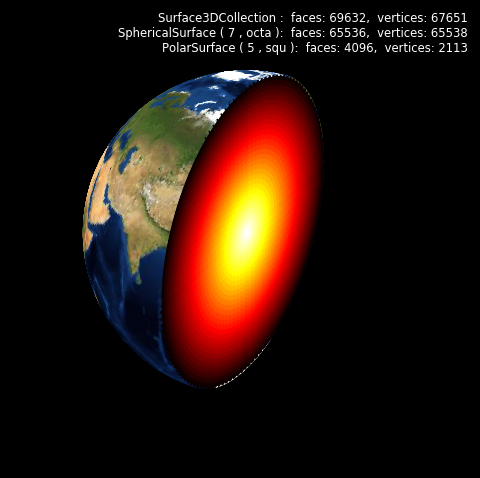 Surface3DCollection :  faces: 69632,  vertices: 67651
SphericalSurface ( 7 , octa ):  faces: 65536,  vertices: 65538
PolarSurface ( 5 , squ ):  faces: 4096,  vertices: 2113